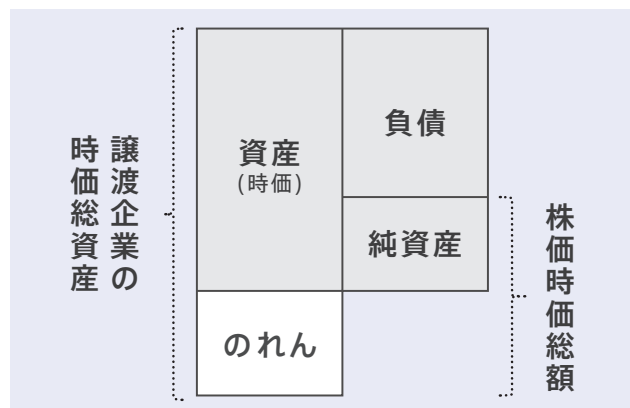 譲渡企業の
時価総資産
資産
(時価)
負債
純資産
のれん
株価時価総額